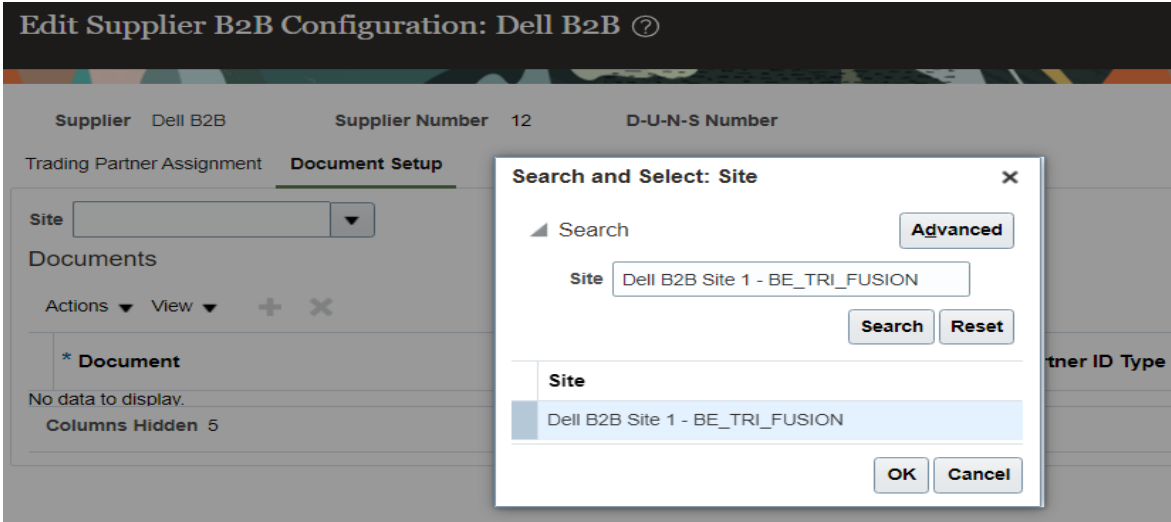 Edit Supplier B2B Configuration: Dell B2B ?
Supplier Dell B2B Supplier Number 12 D-U-N-S Number
Trading Partner Assignment Document Setup
Site
Documents
Actions View
* Document
tner ID Type
No data to display.
Columns Hidden 5
Search and Select: Site
Search Advanced
Site Dell B2B Site 1 - BE_TRI_FUSION
Search Reset
Site
Dell B2B Site 1 - BE_TRI_FUSION
OK Cancel